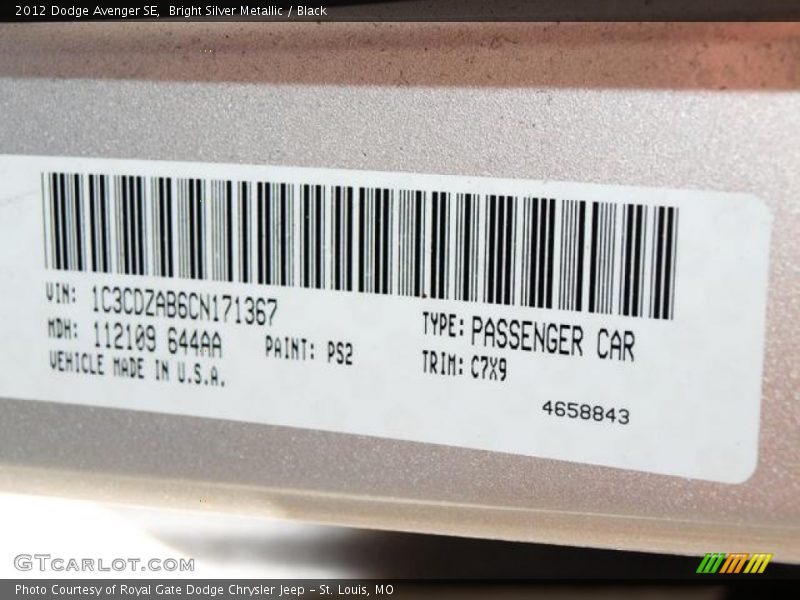 2012 Dodge Avenger SE,  Bright Silver Metallic / Black
VIN: 1C3CDZAB6CN171367
MDH: 112109 644AA
PAINT: PS2
VEHICLE MADE IN U.S.A.
TYPE: PASSENGER CAR
TRIM: C7X9
4658843
GTCARLOT.COM
Photo Courtesy of Royal Gate Dodge Chrysler Jeep - St. Louis, MO